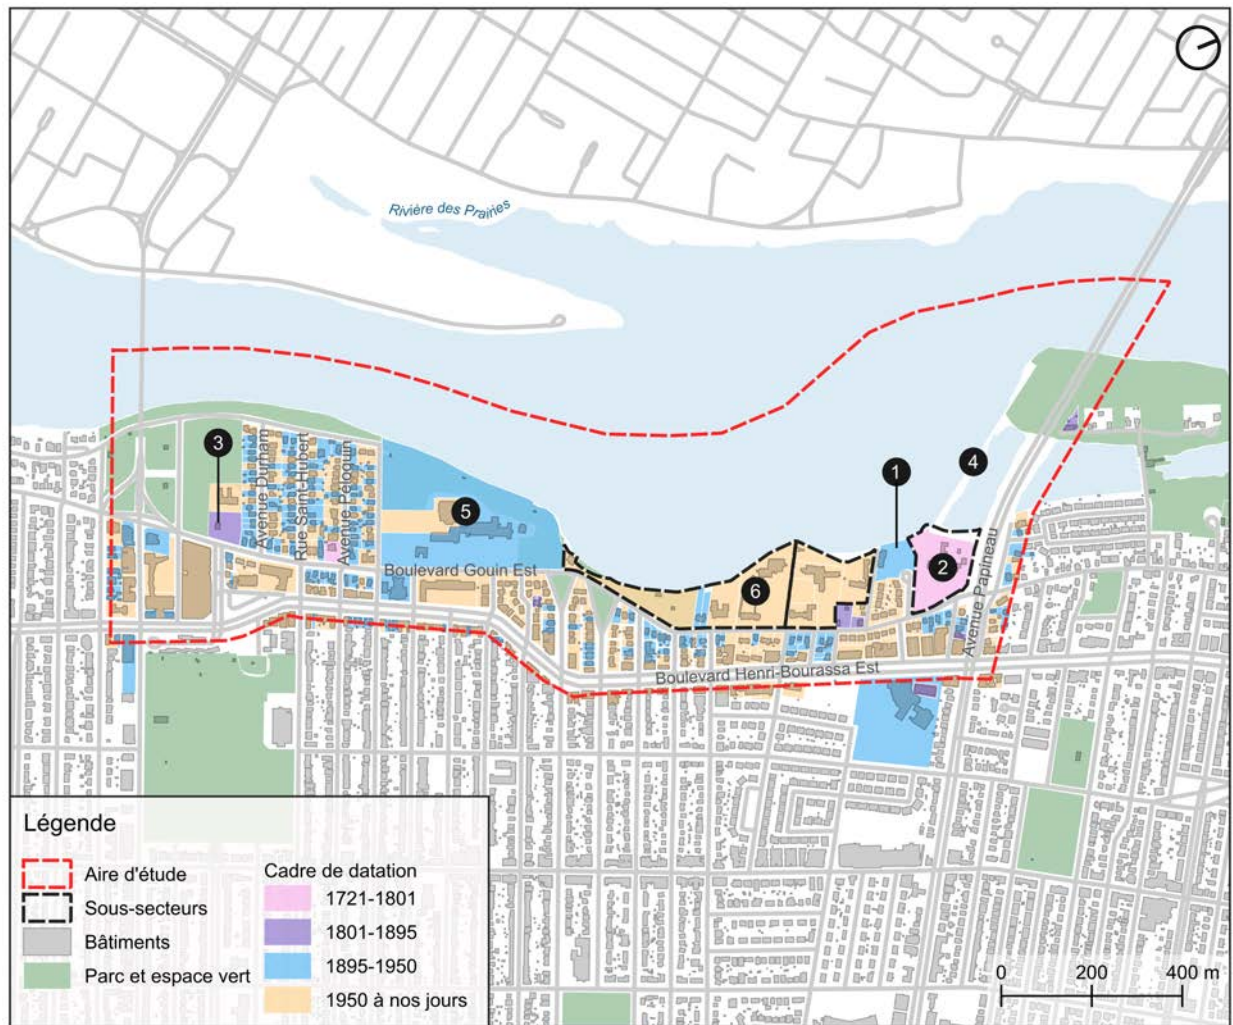 Rivière des Prairies
3
1
4
Avenue Durham
Rue Saint-Hubert
Avenue Péloquin
5
2
Boulevard Gouin Est
6
Avenue Papineau
Boulevard Henri-Bourassa Est
Légende
Aire d'étude
Sous-secteurs
Bâtiments
Parc et espace vert
Cadre de datation
1721-1801
1801-1895
1895-1950
1950 à nos jours
0 200 400 m